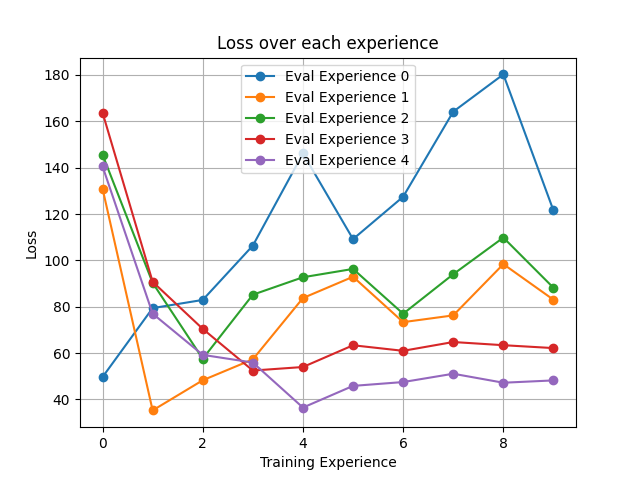 Loss over each experience
Eval Experience 0
Eval Experience 1
Eval Experience 2
Eval Experience 3
Eval Experience 4
Loss
180
160
140
120
100
80
60
40
0 2 4 6 8
Training Experience